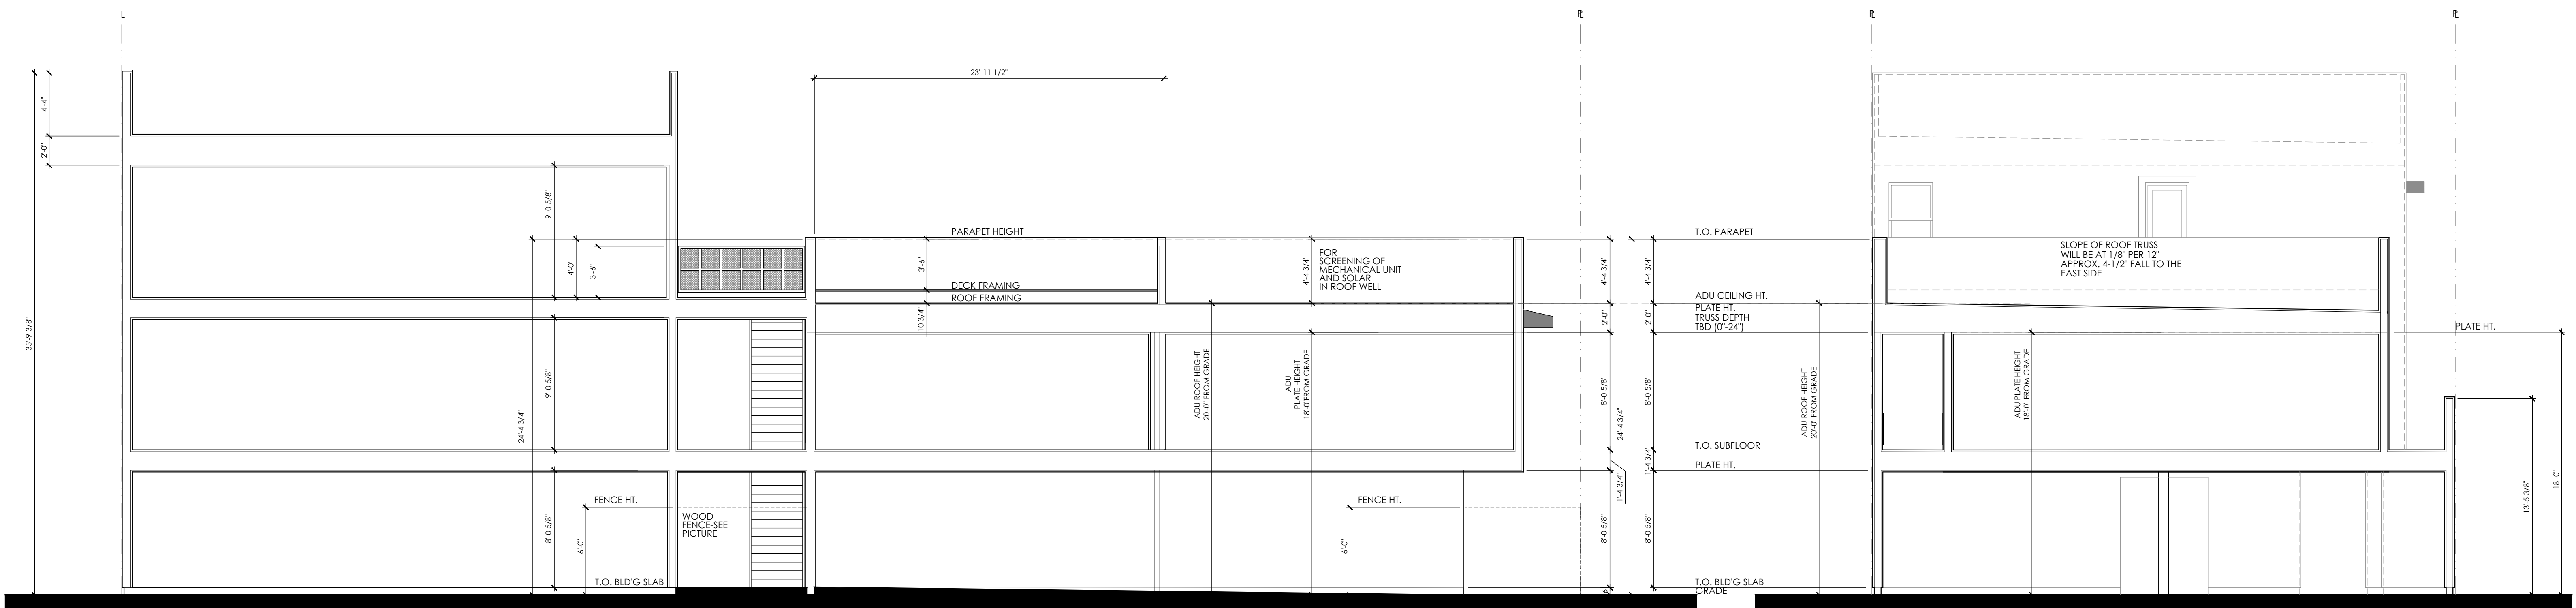 L
PL
PL
PL
23'-11 1/2"
4'-4"
2'-0"
35'-9 3/8"
9'-0 5/8"
4'-0"
3'-6"
24'-4 3/4"
9'-0 5/8"
8'-0 5/8"
6'-0"
FENCE HT.
T.O. BLD'G SLAB
WOOD
FENCE-SEE
PICTURE
PARAPET HEIGHT
3'-6"
DECK FRAMING
ROOF FRAMING
10 3/4"
4'-4 3/4"
FOR
SCREENING OF
MECHANICAL UNIT
AND SOLAR
IN ROOF WELL
ADU ROOF HEIGHT
20'-0" FROM GRADE
ADU
PLATE HEIGHT
18'-0"FROM GRADE
FENCE HT.
6'-0"
4'-4 3/4"
2'-0"
8'-0 5/8"
24'-4 3/4"
1'-4 3/4"
8'-0 5/8"
6"
4'-4 3/4"
2'-0"
8'-0 5/8"
1'-4 3/4"
8'-0 5/8"
T.O. PARAPET
ADU CEILING HT.
PLATE HT.
TRUSS DEPTH
TBD (0"-24")
T.O. SUBFLOOR
PLATE HT.
T.O. BLD'G SLAB
GRADE
ADU ROOF HEIGHT
20'-0" FROM GRADE
SLOPE OF ROOF TRUSS
WILL BE AT 1/8" PER 12"
APPROX. 4-1/2" FALL TO THE
EAST SIDE
ADU PLATE HEIGHT
18'-0" FROM GRADE
PLATE HT.
18'-0"
13'-5 3/8"